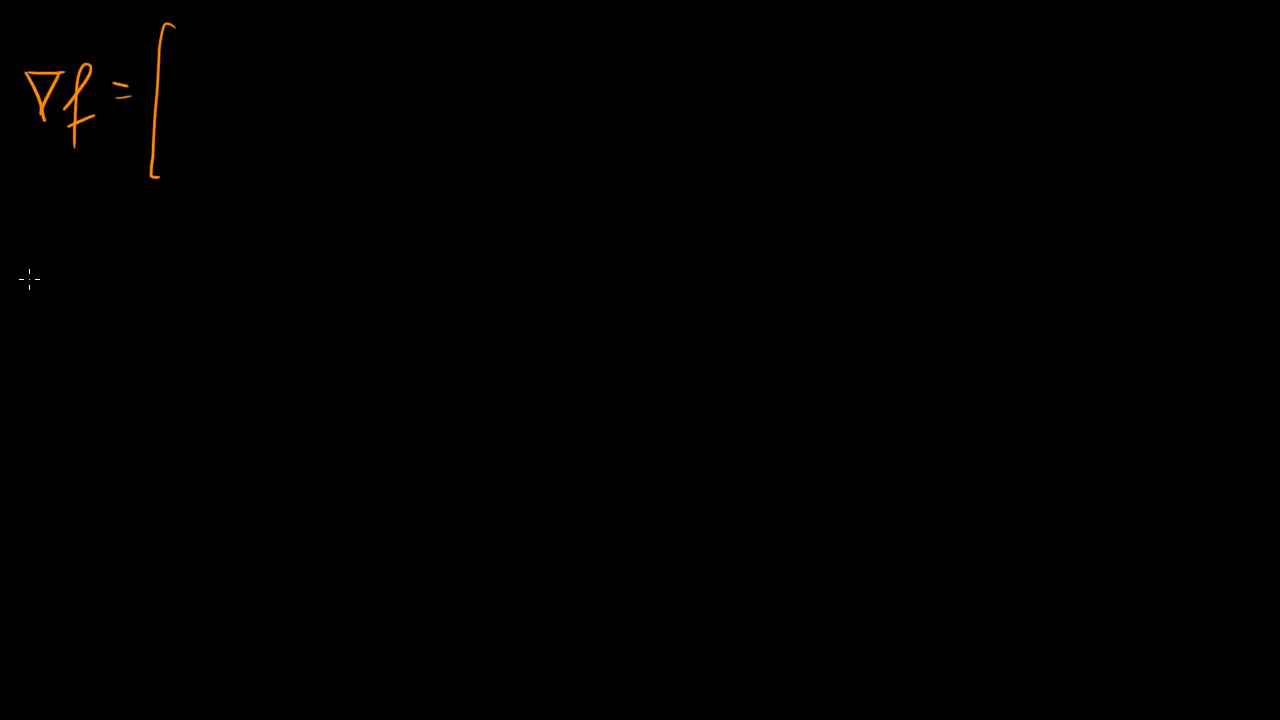 ∇f = [